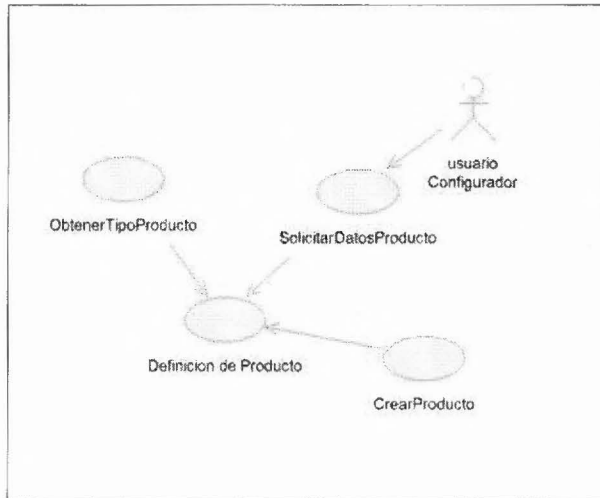 usuario
Configurador
ObtenerTipoProducto
SolicitarDatosProducto
Definicion de Producto
CrearProducto